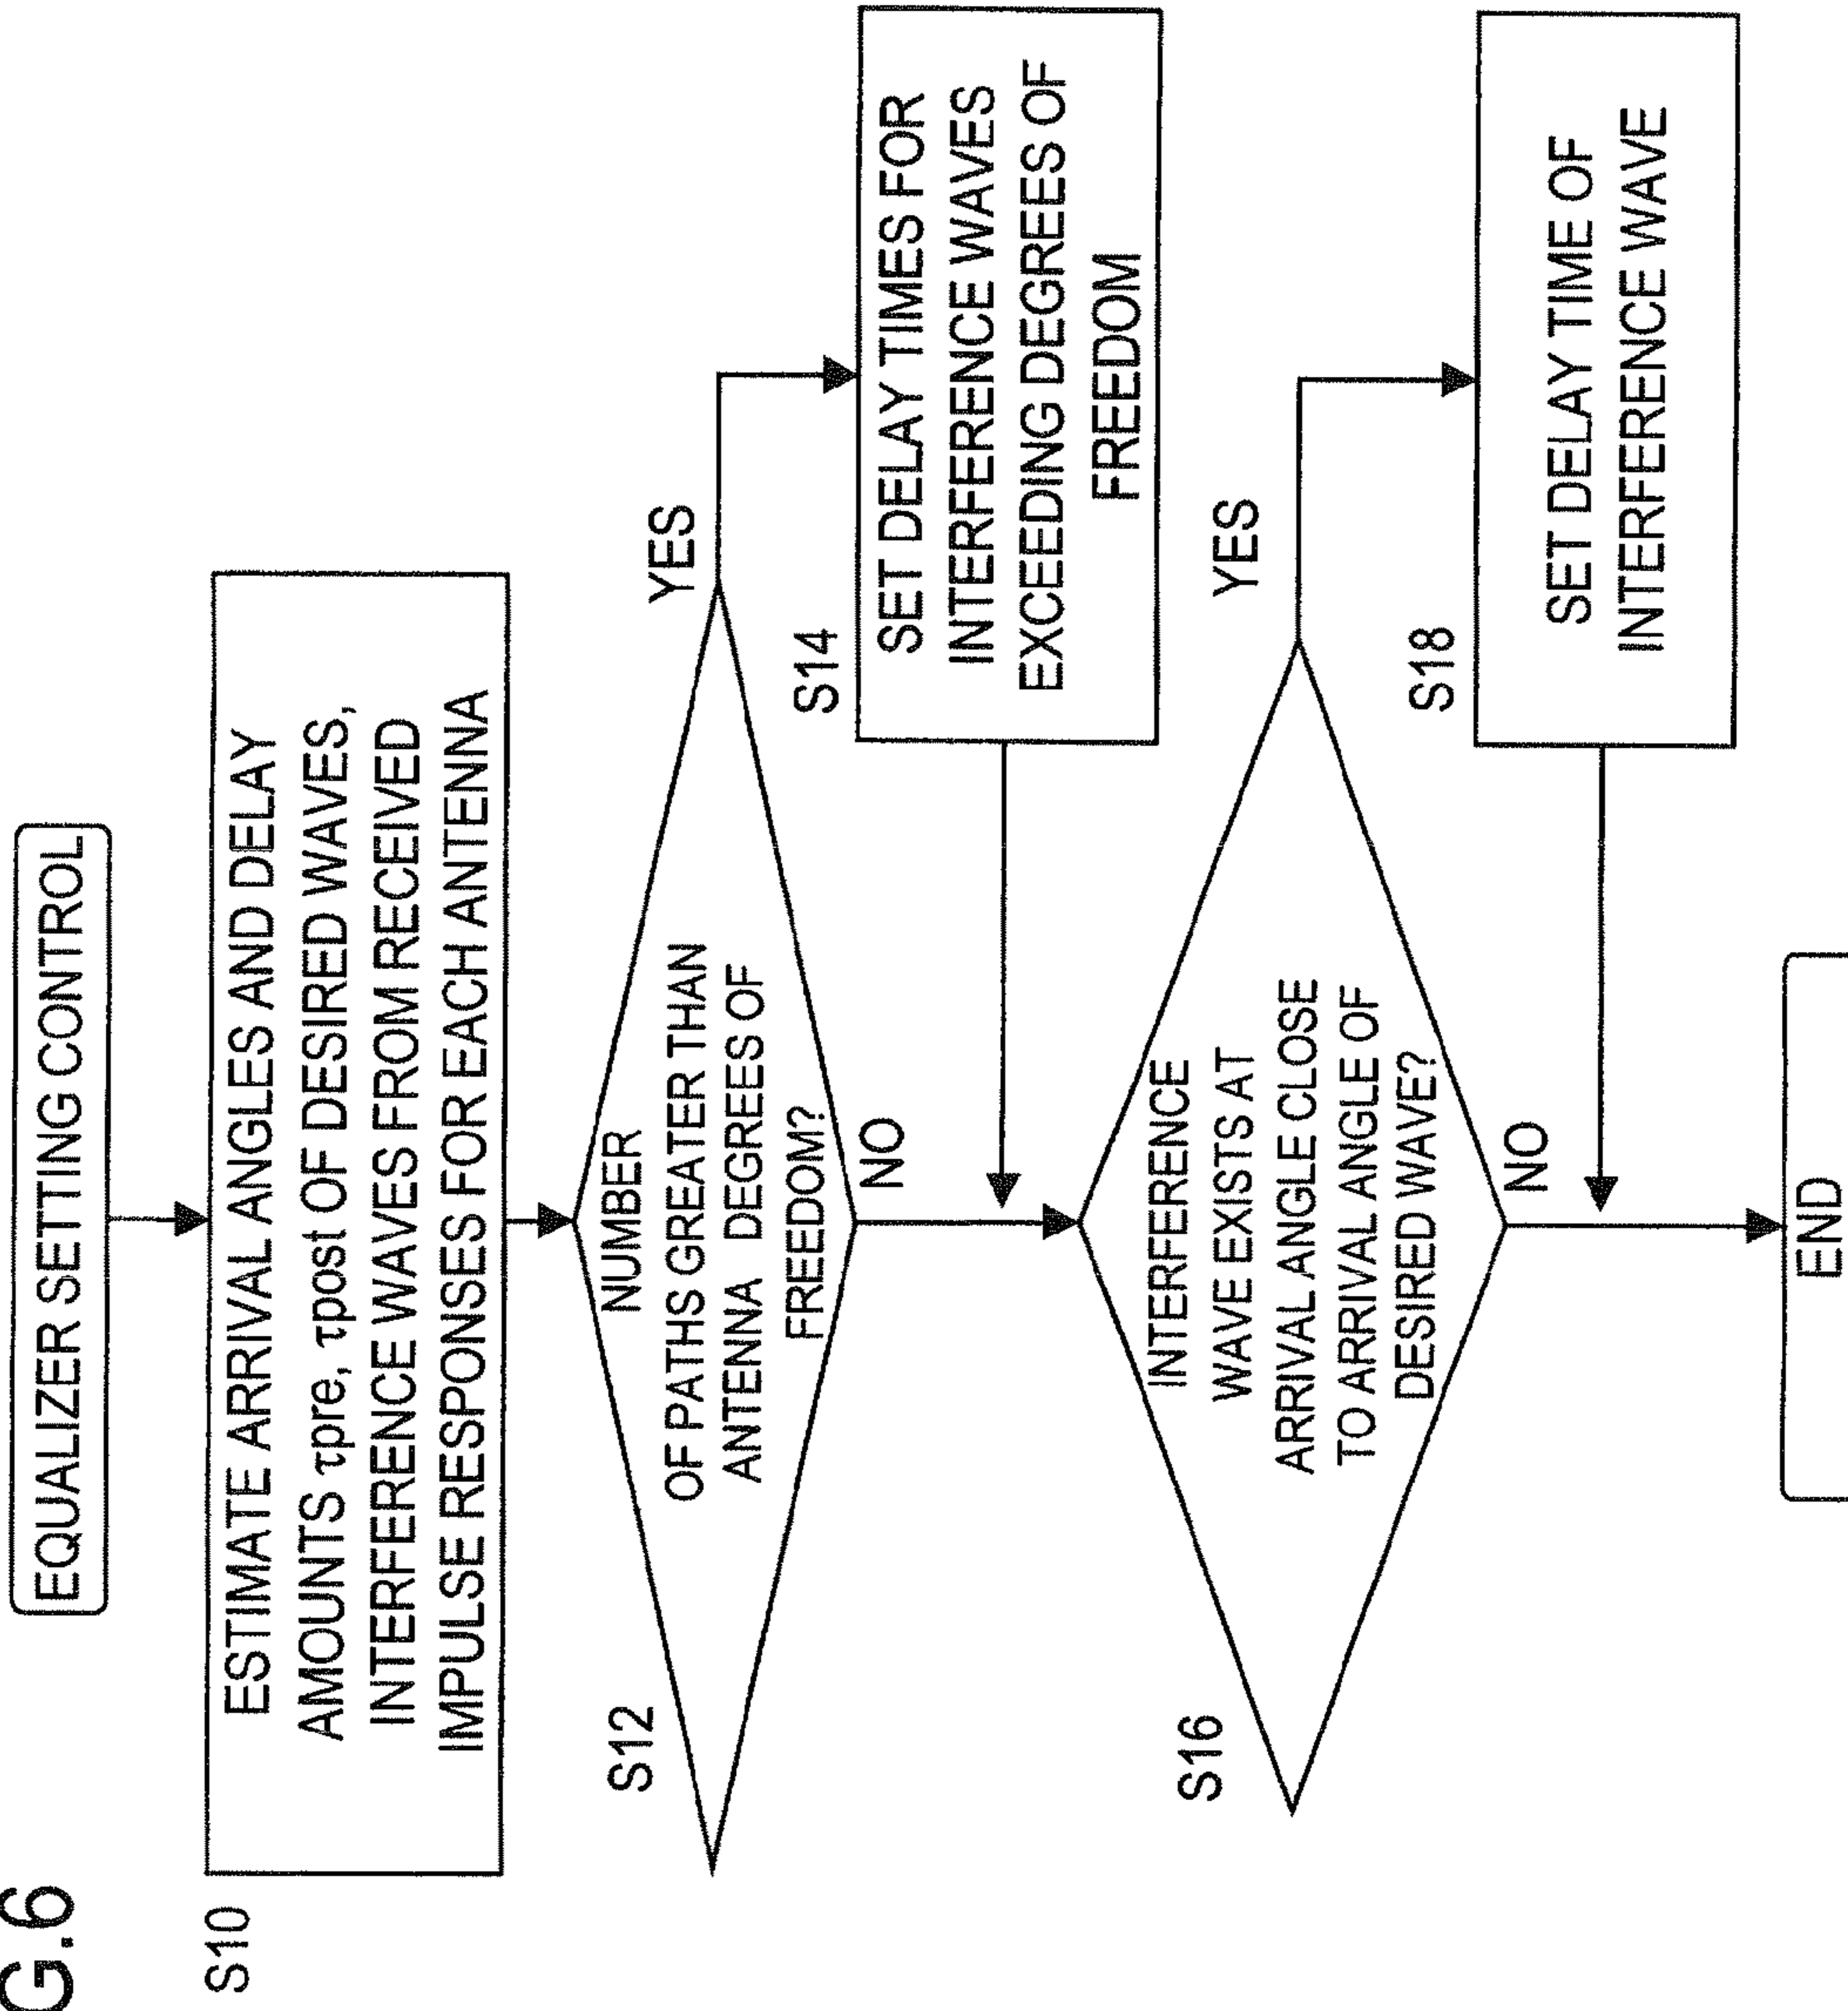 G.6
EQUALIZER SETTING CONTROL
S10
ESTIMATE ARRIVAL ANGLES AND DELAY
AMOUNTS τpre, τpost OF DESIRED WAVES,
INTERFERENCE WAVES FROM RECEIVED
IMPULSE RESPONSES FOR EACH ANTENNA
S12
NUMBER
OF PATHS GREATER THAN
ANTENNA DEGREES OF
FREEDOM?
YES
NO
S14
SET DELAY TIMES FOR
INTERFERENCE WAVES
EXCEEDING DEGREES OF
FREEDOM
S16
INTERFERENCE
WAVE EXISTS AT
ARRIVAL ANGLE CLOSE
TO ARRIVAL ANGLE OF
DESIRED WAVE?
YES
NO
S18
SET DELAY TIME OF
INTERFERENCE WAVE
END